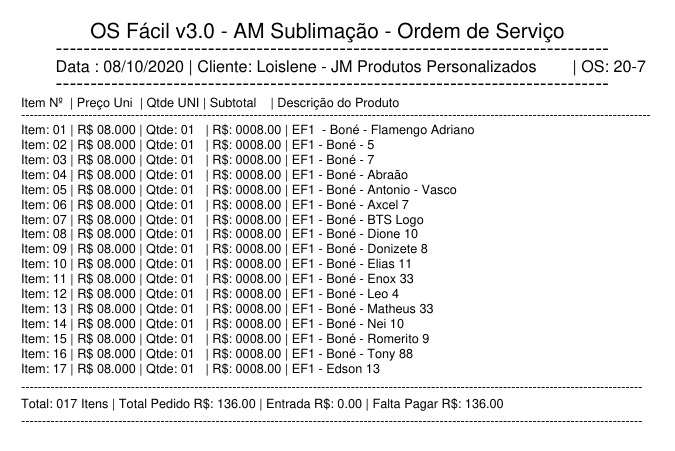 OS Fácil v3.0 - AM Sublimação - Ordem de Serviço
--------------------------------------------------------------
Data : 08/10/2020 | Cliente: Loislene - JM Produtos Personalizados | OS: 20-7
--------------------------------------------------------------
Item Nº | Preço Uni | Qtde UNI | Subtotal | Descrição do Produto
--------------------------------------------------------------
Item: 01 | R$ 08.000 | Qtde: 01 | R$: 0008.00 | EF1 - Boné - Flamengo Adriano
Item: 02 | R$ 08.000 | Qtde: 01 | R$: 0008.00 | EF1 - Boné - 5
Item: 03 | R$ 08.000 | Qtde: 01 | R$: 0008.00 | EF1 - Boné - 7
Item: 04 | R$ 08.000 | Qtde: 01 | R$: 0008.00 | EF1 - Boné - Abraão
Item: 05 | R$ 08.000 | Qtde: 01 | R$: 0008.00 | EF1 - Boné - Antonio - Vasco
Item: 06 | R$ 08.000 | Qtde: 01 | R$: 0008.00 | EF1 - Boné - Axcel 7
Item: 07 | R$ 08.000 | Qtde: 01 | R$: 0008.00 | EF1 - Boné - BTS Logo
Item: 08 | R$ 08.000 | Qtde: 01 | R$: 0008.00 | EF1 - Boné - Dione 10
Item: 09 | R$ 08.000 | Qtde: 01 | R$: 0008.00 | EF1 - Boné - Donizete 8
Item: 10 | R$ 08.000 | Qtde: 01 | R$: 0008.00 | EF1 - Boné - Elias 11
Item: 11 | R$ 08.000 | Qtde: 01 | R$: 0008.00 | EF1 - Boné - Enox 33
Item: 12 | R$ 08.000 | Qtde: 01 | R$: 0008.00 | EF1 - Boné - Leo 4
Item: 13 | R$ 08.000 | Qtde: 01 | R$: 0008.00 | EF1 - Boné - Matheus 33
Item: 14 | R$ 08.000 | Qtde: 01 | R$: 0008.00 | EF1 - Boné - Nei 10
Item: 15 | R$ 08.000 | Qtde: 01 | R$: 0008.00 | EF1 - Boné - Romerito 9
Item: 16 | R$ 08.000 | Qtde: 01 | R$: 0008.00 | EF1 - Boné - Tony 88
Item: 17 | R$ 08.000 | Qtde: 01 | R$: 0008.00 | EF1 - Edson 13
--------------------------------------------------------------
Total: 017 Itens | Total Pedido R$: 136.00 | Entrada R$: 0.00 | Falta Pagar R$: 136.00
--------------------------------------------------------------